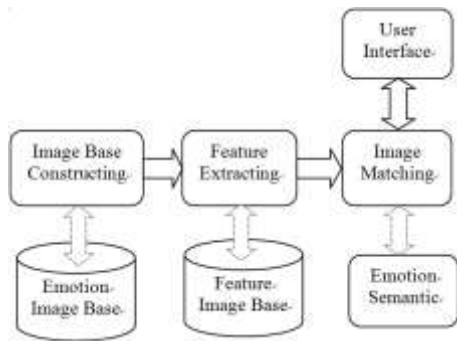 User
Interface
Image Base
Constructing
Feature
Extracting
Image
Matching
Emotion
Image Base
Feature
Image Base
Emotion
Semantic